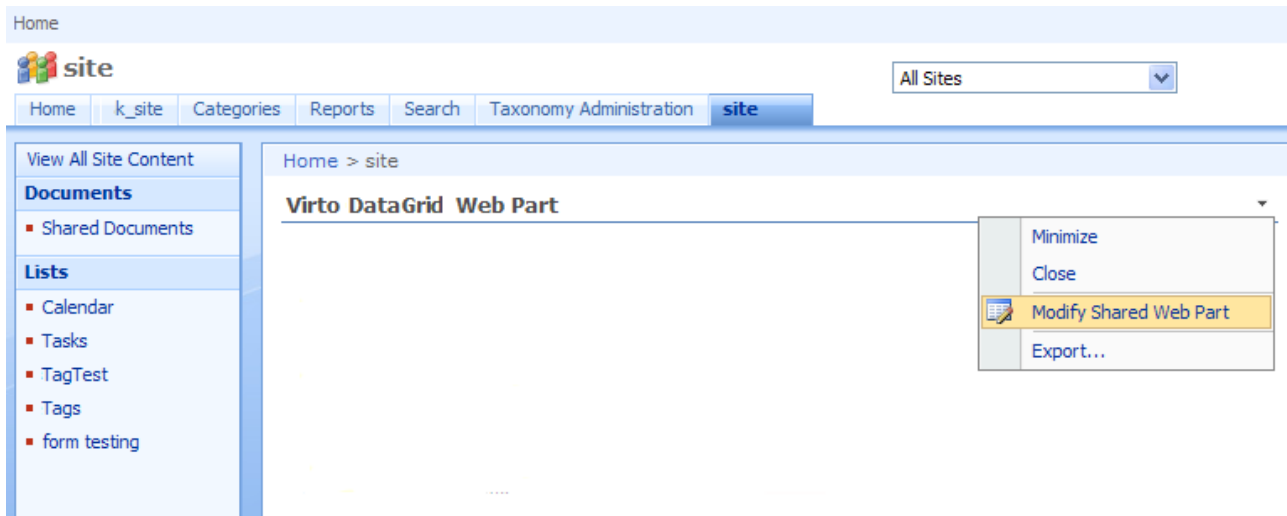 Home
site
All Sites
Home k_site Categories Reports Search Taxonomy Administration site
View All Site Content
Home > site
Documents
Virto DataGrid Web Part
Shared Documents
Lists
Calendar
Tasks
TagTest
Tags
form testing
Minimize
Close
Modify Shared Web Part
Export...